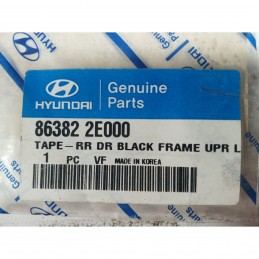 HYUNDAI
Genuine
Parts
86382 2E000
TAPE-RR DR BLACK FRAME UPR L
1 PC VF MADE IN KOREA